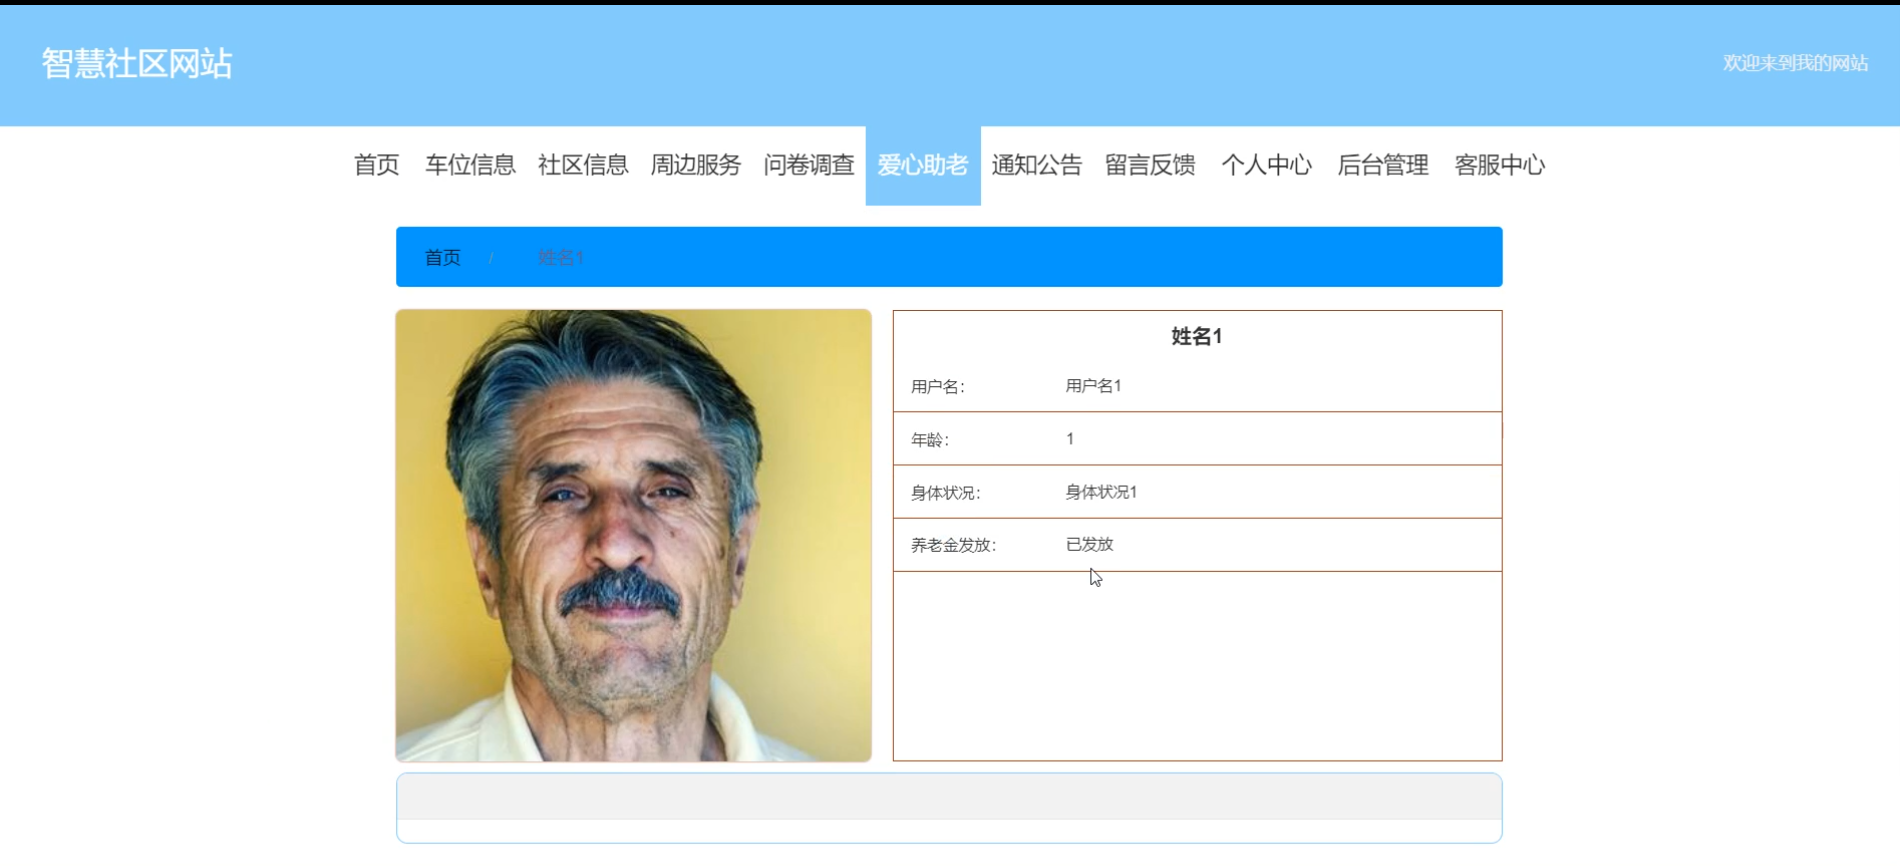 智慧社区网站
欢迎来到我的网站
首页 车位信息 社区信息 周边服务 问卷调查 爱心助老 通知公告 留言反馈 个人中心 后台管理 客服中心
首页 / 姓名1
姓名1
用户名： 用户名1
年龄： 1
身体状况： 身体状况1
养老金发放： 已发放